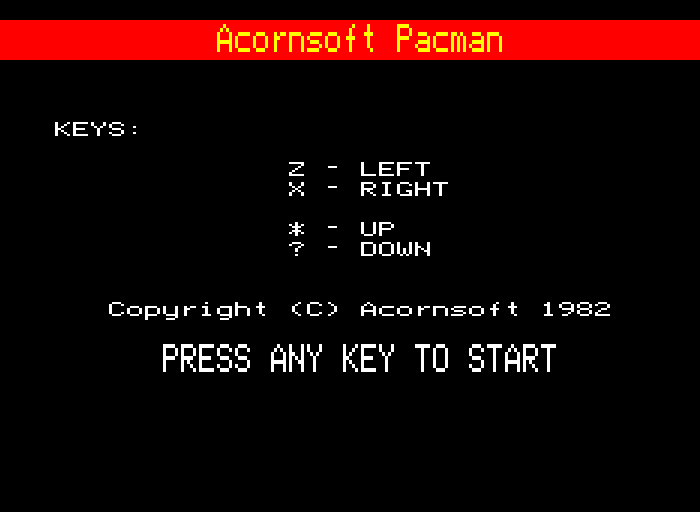 Acornsoft Pacman
KEYS:
Z - LEFT
X - RIGHT
* - UP
? - DOWN
Copyright (C) Acornsoft 1982
PRESS ANY KEY TO START